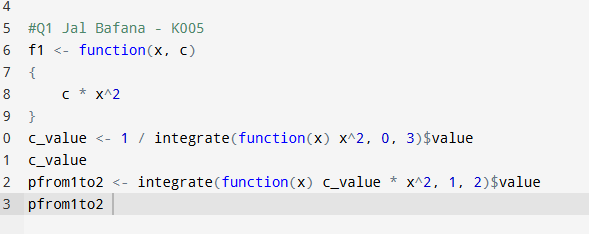 4
5 #Q1 Jal Bafana - K005
6 f1 <- function(x, c)
7 {
8     c * x^2
9 }
0 c_value <- 1 / integrate(function(x) x^2, 0, 3)$value
1 c_value
2 pfrom1to2 <- integrate(function(x) c_value * x^2, 1, 2)$value
3 pfrom1to2